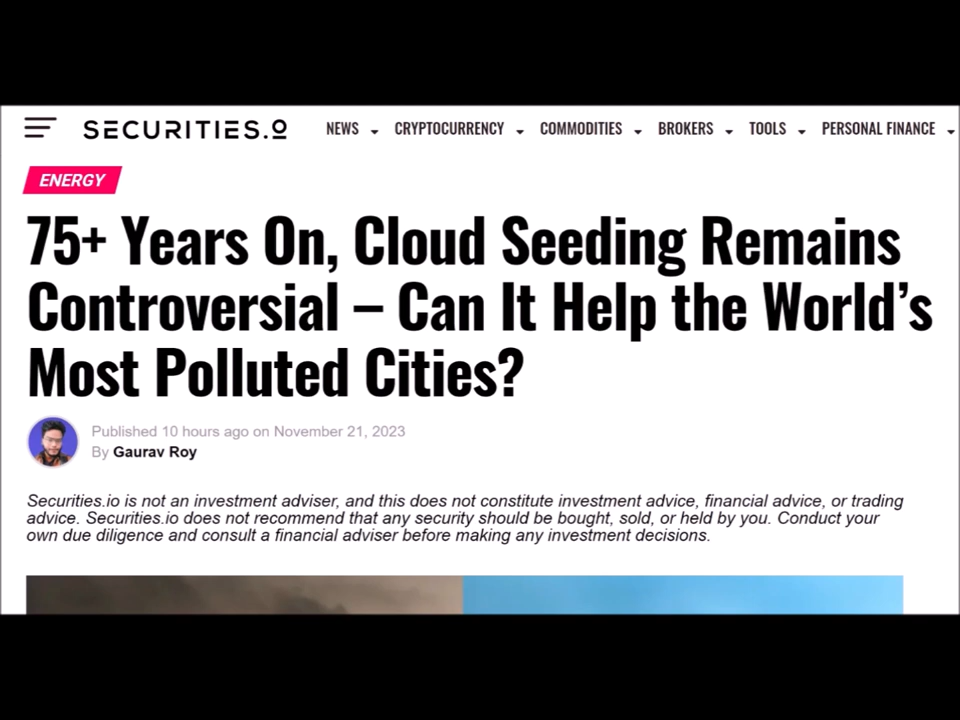 SECURITIES.IO
NEWS CRYPTOCURRENCY COMMODITIES BROKERS TOOLS PERSONAL FINANCE
ENERGY
75+ Years On, Cloud Seeding Remains
Controversial – Can It Help the World’s
Most Polluted Cities?
Published 10 hours ago on November 21, 2023
By Gaurav Roy
Securities.io is not an investment adviser, and this does not constitute investment advice, financial advice, or trading
advice. Securities.io does not recommend that any security should be bought, sold, or held by you. Conduct your
own due diligence and consult a financial adviser before making any investment decisions.